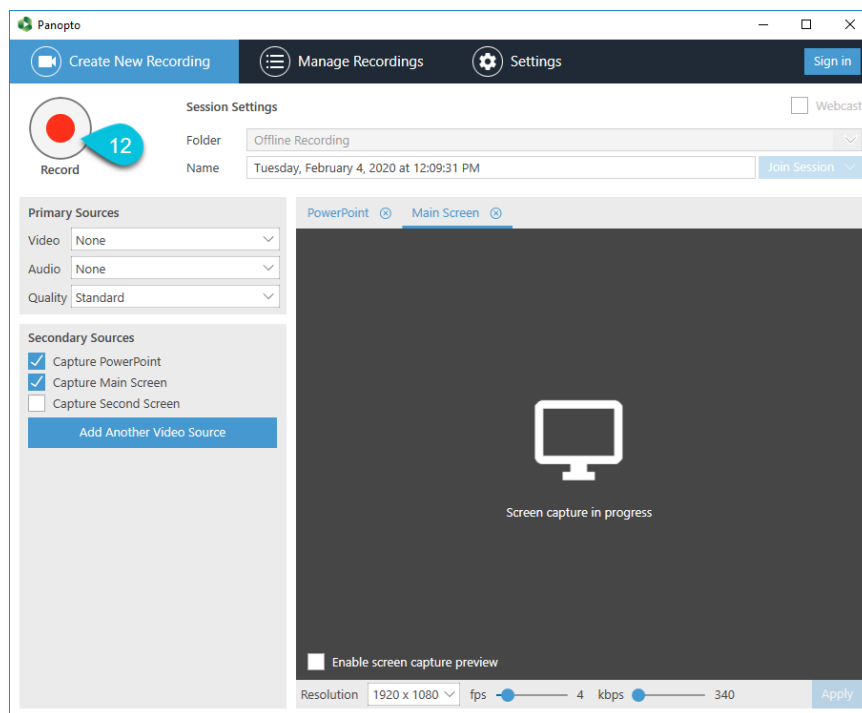 Panopto
Create New Recording Manage Recordings Settings Sign in
Session Settings Webcast
12
Folder Offline Recording
Record Name Tuesday, February 4, 2020 at 12:09:31 PM Join Session
Primary Sources
Video None
Audio None
Quality Standard
Secondary Sources
Capture PowerPoint
Capture Main Screen
Capture Second Screen
Add Another Video Source
PowerPoint Main Screen
Screen capture in progress
Enable screen capture preview
Resolution 1920 x 1080 fps 4 kbps 340 Apply